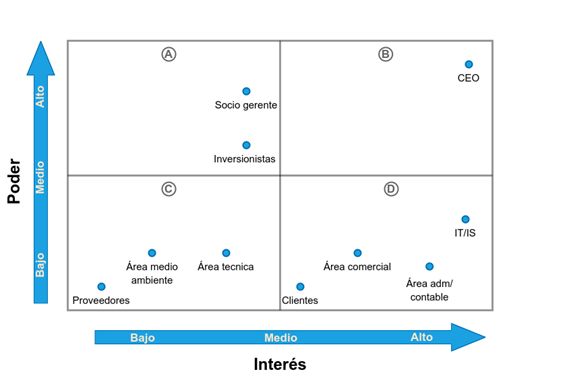 A
B
CEO
Socio gerente
Inversionistas
C
D
IT/IS
Área medio
ambiente
Área tecnica
Área comercial
Área adm/
contable
Proveedores
Clientes
Poder
Alto
Medio
Bajo
Bajo
Medio
Alto
Interés